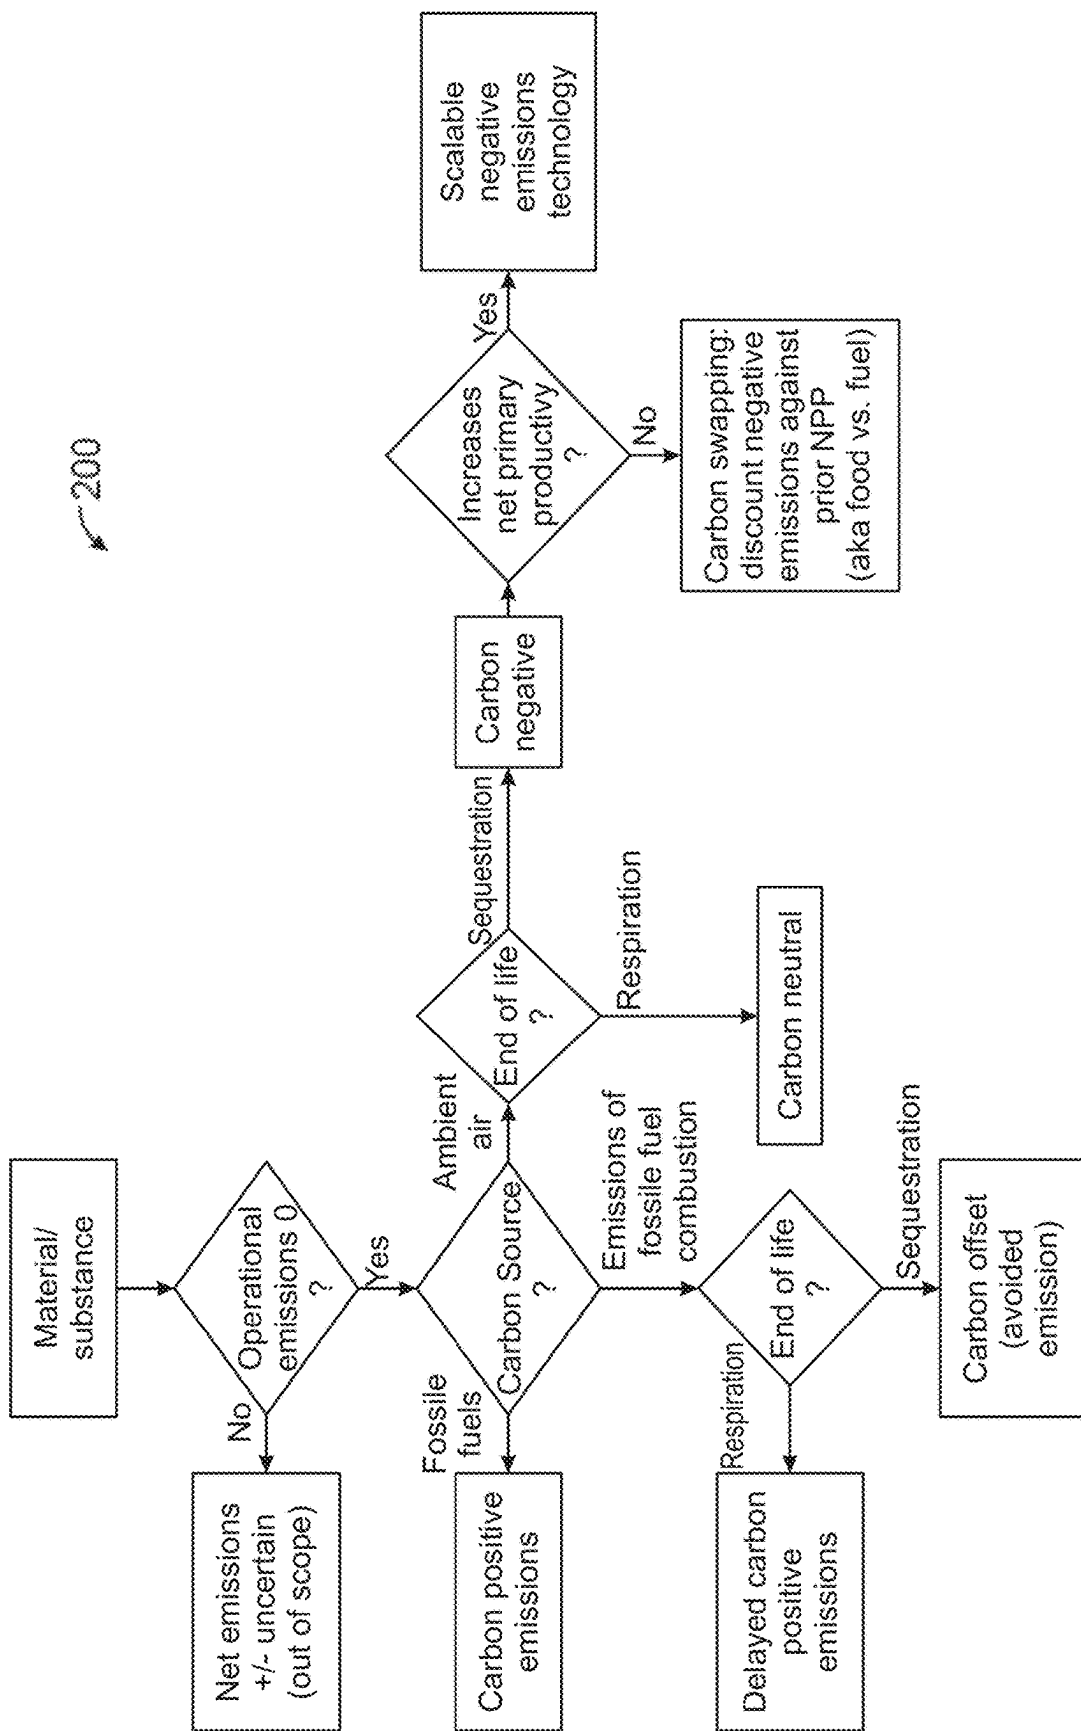 200
Material/
substance
Operational
emissions 0
?
No
Net emissions
+/- uncertain
(out of scope)
Yes
Carbon Source
?
Fossile
fuels
Carbon positive
emissions
Ambient
air
End of life
?
Sequestration
Carbon
negative
Increases
net primary
productivy
?
Yes
Scalable
negative
emissions
technology
No
Carbon swapping:
discount negative
emissions against
prior NPP
(aka food vs. fuel)
Respiration
Carbon neutral
Emissions of
fossile fuel
combustion
End of life
?
Respiration
Delayed carbon
positive
emissions
Sequestration
Carbon offset
(avoided
emission)